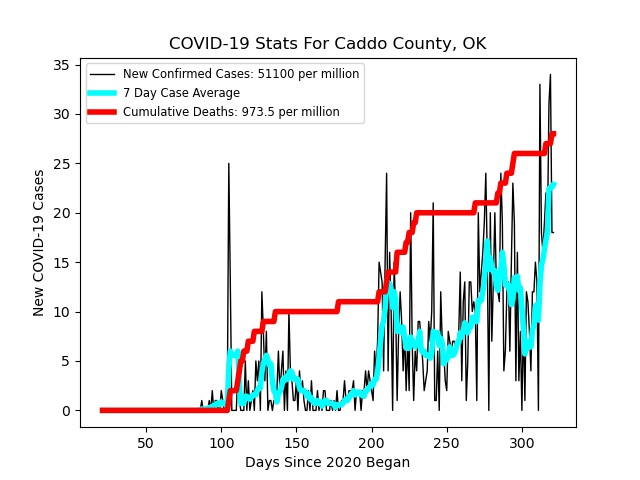 COVID-19 Stats For Caddo County, OK
New Confirmed Cases: 51100 per million
7 Day Case Average
Cumulative Deaths: 973.5 per million
35
30
25
20
15
10
5
0
New COVID-19 Cases
50 100 150 200 250 300
Days Since 2020 Began